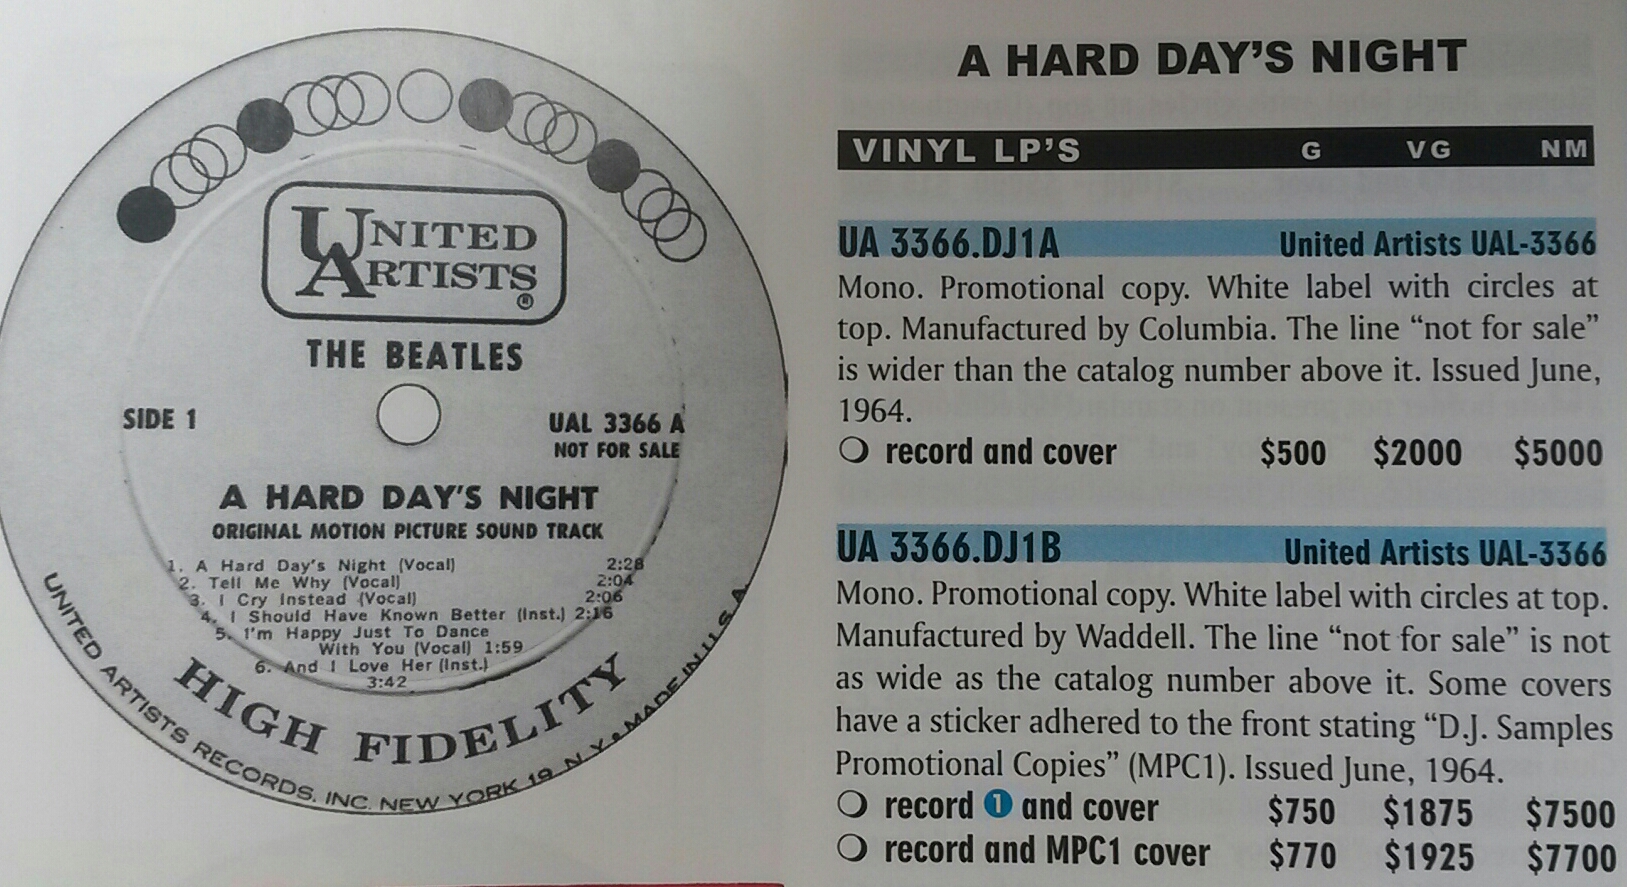 UNITED
ARTISTS
®
THE BEATLES
SIDE 1
UAL 3366 A
NOT FOR SALE
A HARD DAY'S NIGHT
ORIGINAL MOTION PICTURE SOUND TRACK
1. A Hard Day's Night (Vocal) 2:28
2. Tell Me Why (Vocal) 2:04
3. I Cry Instead (Vocal) 2:06
4. I Should Have Known Better (Inst.) 2:16
5. I'm Happy Just To Dance
With You (Vocal) 1:59
6. And I Love Her (Inst.)
3:42
HIGH FIDELITY
UNITED ARTISTS RECORDS, INC. NEW YORK 19, N. Y. • MADE IN U.S.A.
A HARD DAY'S NIGHT
VINYL LP'S G VG NM
UA 3366.DJ1A United Artists UAL-3366
Mono. Promotional copy. White label with circles at
top. Manufactured by Columbia. The line “not for sale”
is wider than the catalog number above it. Issued June,
1964.
record and cover $500 $2000 $5000
UA 3366.DJ1B United Artists UAL-3366
Mono. Promotional copy. White label with circles at top.
Manufactured by Waddell. The line “not for sale” is not
as wide as the catalog number above it. Some covers
have a sticker adhered to the front stating “D.J. Samples
Promotional Copies” (MPC1). Issued June, 1964.
record 1 and cover $750 $1875 $7500
record and MPC1 cover $770 $1925 $7700